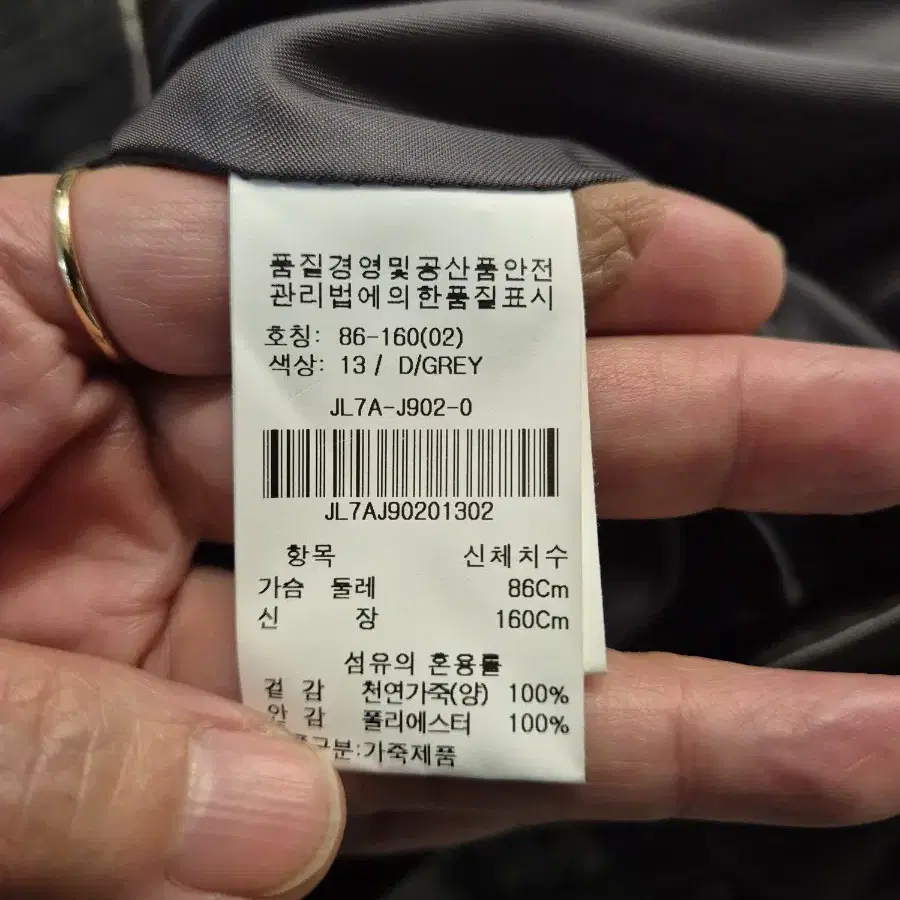 품질경영및공산품안전
관리법에의한품질표시
호칭: 86-160(02)
색상: 13 / D/GREY
JL7A-J902-0
JL7AJ90201302
항목 신체치수
가슴 둘레 86Cm
신 장 160Cm
섬유의 혼용률
겉 감 천연가죽(양) 100%
안 감 폴리에스터 100%
구분:가죽제품